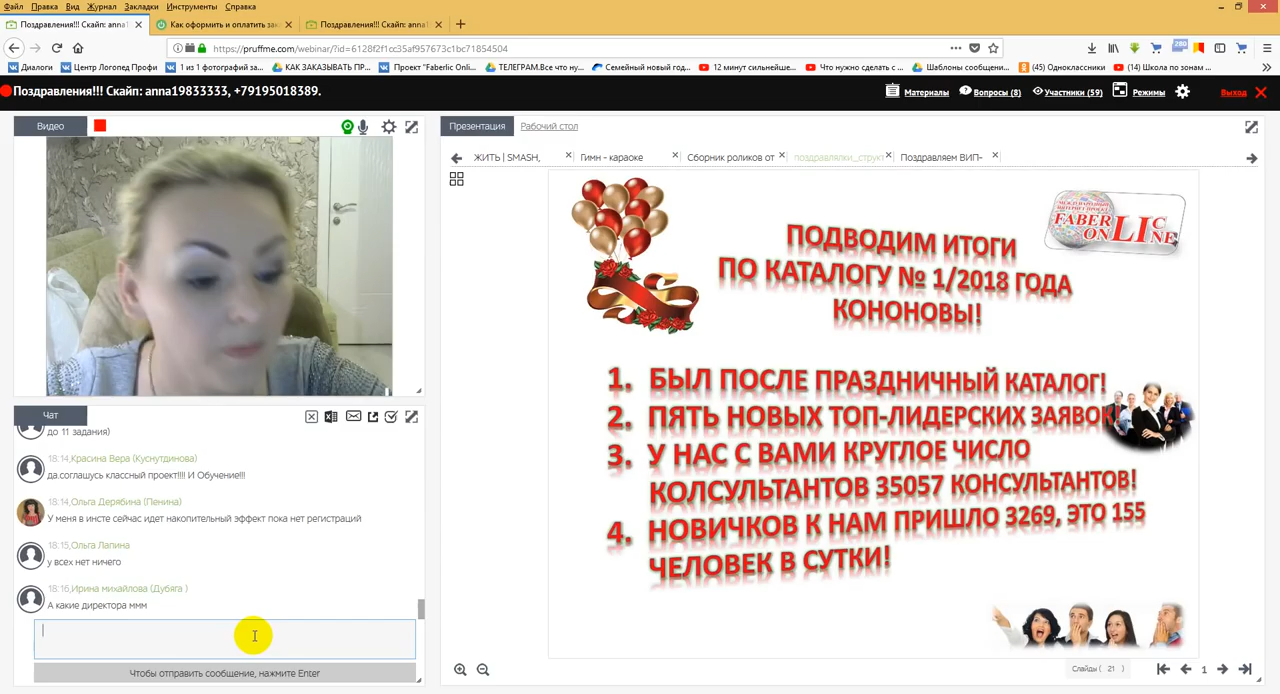 Файл Правка Вид Журнал Закладки Инструменты Справка
Поздравления!!! Скайп: anna1
Как оформить и оплатить зак
Поздравления!!! Скайп: anna1
https://pruffme.com/webinar/?id=6128f2f1cc35af957673c1bc71854504
280
Диалоги
Центр Логопед Профи
1 из 1 фотографий за...
КАК ЗАКАЗЫВАТЬ ПР...
Проект "Faberlic Onli...
ТЕЛЕГРАМ.Все что ну...
Семейный новый год...
12 минут сильнейше...
Что нужно сделать с ...
Шаблоны сообщени...
(45) Одноклассники
(14) Школа по зонам ...
Поздравления!!! Скайп: anna19833333, +79195018389.
Материалы
Вопросы (8)
Участники (59)
Режимы
Выход
Видео
Презентация
Рабочий стол
ЖИТЬ | SMASH,
Гимн - караоке
Сборник роликов от
поздравлялки_структ
Поздравляем ВИП-
МЕЖДУНАРОДНЫЙ
ИНТЕРНЕТ-ПРОЕКТ
FABERLIC
ONLINE
ПОДВОДИМ ИТОГИ
ПО КАТАЛОГУ № 1/2018 ГОДА
КОНОНОВЫ!
1. БЫЛ ПОСЛЕ ПРАЗДНИЧНЫЙ КАТАЛОГ!
2. ПЯТЬ НОВЫХ ТОП-ЛИДЕРСКИХ ЗАЯВОК!
3. У НАС С ВАМИ КРУГЛОЕ ЧИСЛО
КОЛСУЛЬТАНТОВ 35057 КОНСУЛЬТАНТОВ!
4. НОВИЧКОВ К НАМ ПРИШЛО 3269, ЭТО 155
ЧЕЛОВЕК В СУТКИ!
Чат
до 11 задания)
18:14,Красина Вера (Куснутдинова)
да.соглашусь классный проект!!!! И Обучение!!!
18:14,Ольга Дерябина (Пенина)
У меня в инсте сейчас идет накопительный эффект пока нет регистраций
18:15,Ольга Лапина
у всех нет ничего
18:16,Ирина михайлова (Дубяга )
А какие директора ммм
Чтобы отправить сообщение, нажмите Enter
Слайды ( 21 )
1